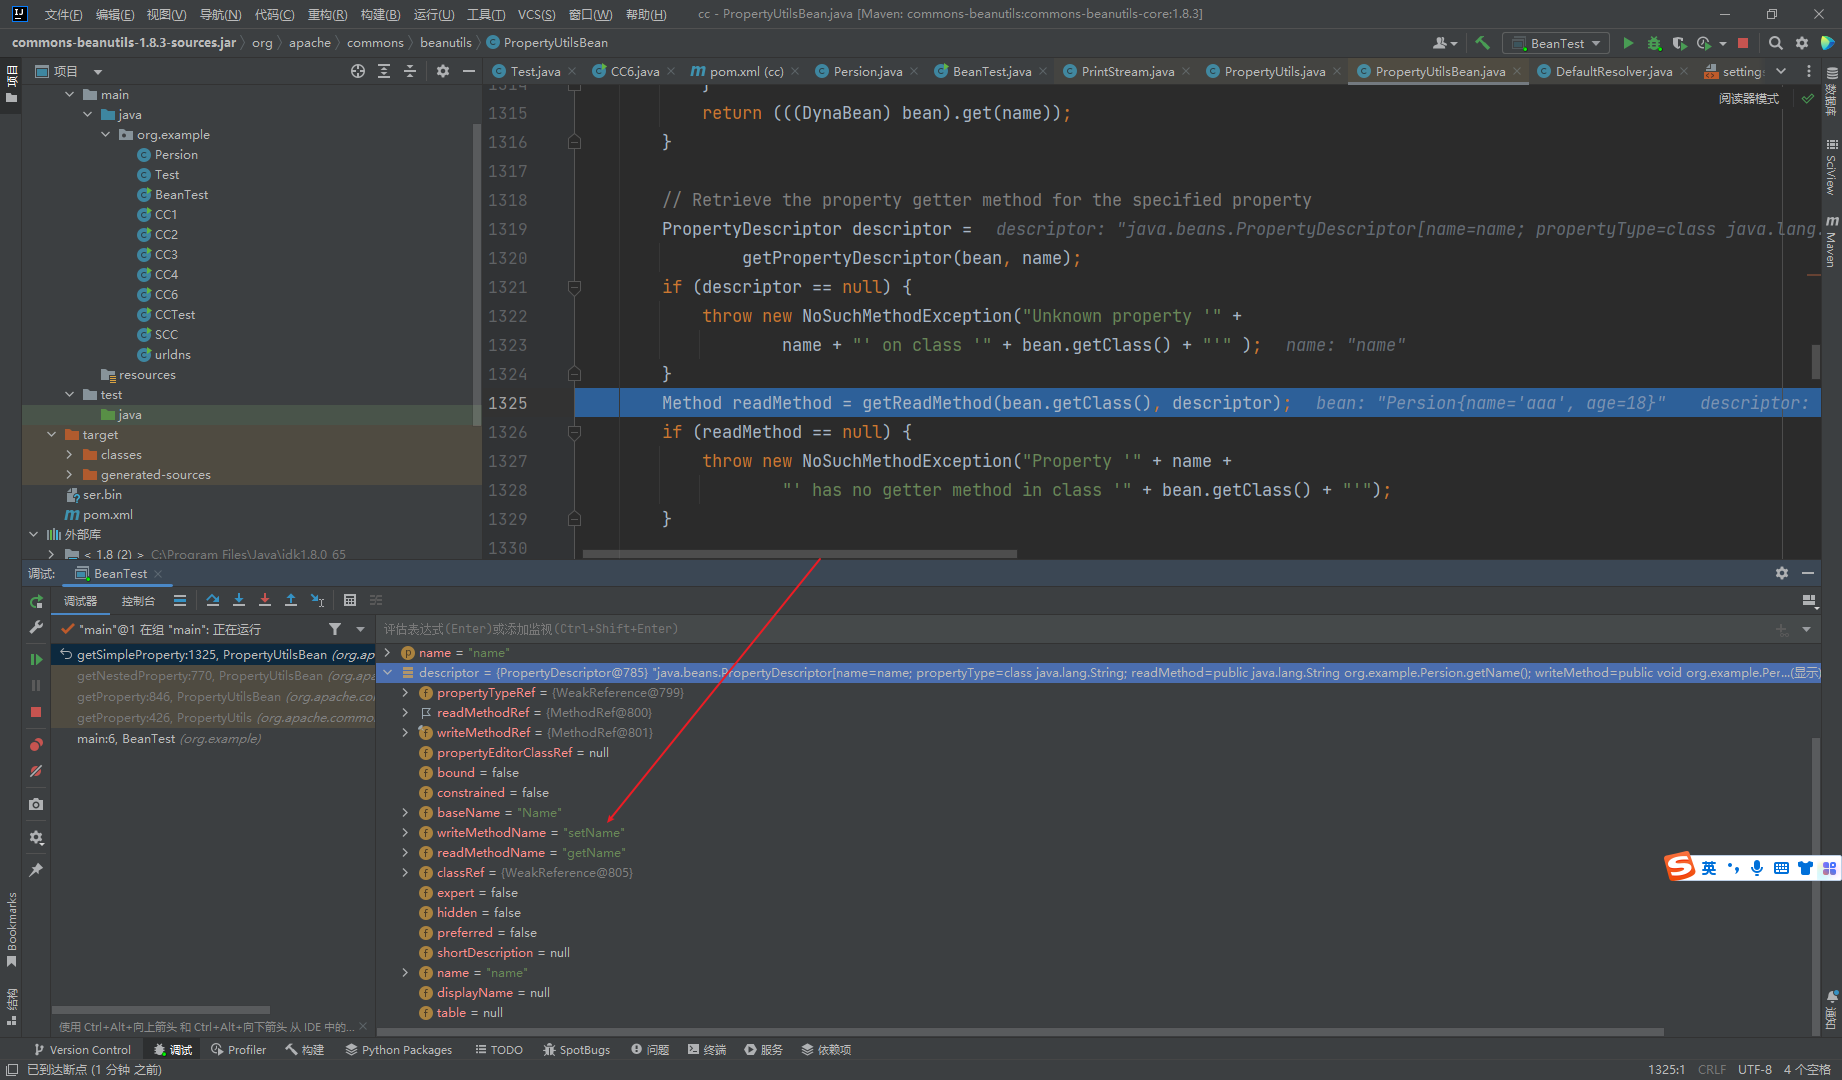 文件(F) 编辑(E) 视图(V) 导航(N) 代码(C) 重构(R) 构建(B) 运行(U) 工具(T) VCS(S) 窗口(W) 帮助(H) cc - PropertyUtilsBean.java [Maven: commons-beanutils:commons-beanutils-core:1.8.3]
commons-beanutils-1.8.3-sources.jar org apache commons beanutils PropertyUtilsBean BeanTest
项目
Test.java CC6.java pom.xml (cc) Persion.java BeanTest.java PrintStream.java PropertyUtils.java PropertyUtilsBean.java DefaultResolver.java setting
阅读器模式
main
java
org.example
Persion
Test
BeanTest
CC1
CC2
CC3
CC4
CC6
CCTest
SCC
urldns
resources
test
java
target
classes
generated-sources
ser.bin
pom.xml
外部库
< 1.8 (2) > C:\Program Files\Java\jdk1.8.0_65
1314 }
1315 return (((DynaBean) bean).get(name));
1316 }
1317
1318 // Retrieve the property getter method for the specified property
1319 PropertyDescriptor descriptor = descriptor: "java.beans.PropertyDescriptor[name=name; propertyType=class java.lang.
1320 getPropertyDescriptor(bean, name);
1321 if (descriptor == null) {
1322 throw new NoSuchMethodException("Unknown property '" +
1323 name + "' on class '" + bean.getClass() + "'" ); name: "name"
1324 }
1325 Method readMethod = getReadMethod(bean.getClass(), descriptor); bean: "Persion{name='aaa', age=18}" descriptor:
1326 if (readMethod == null) {
1327 throw new NoSuchMethodException("Property '" + name +
1328 "' has no getter method in class '" + bean.getClass() + "'");
1329 }
1330
项目
数据库
SciView
Maven
通知
Bookmarks
结构
调试: BeanTest
调试器 控制台
"main"@1 在组 "main": 正在运行
getSimpleProperty:1325, PropertyUtilsBean (org.ap
getNestedProperty:770, PropertyUtilsBean (org.apa
getProperty:846, PropertyUtilsBean (org.apache.co
getProperty:426, PropertyUtils (org.apache.commo
main:6, BeanTest (org.example)
使用 Ctrl+Alt+向上箭头 和 Ctrl+Alt+向下箭头 从 IDE 中的...
评估表达式(Enter)或添加监视(Ctrl+Shift+Enter)
name = "name"
descriptor = {PropertyDescriptor@785} "java.beans.PropertyDescriptor[name=name; propertyType=class java.lang.String; readMethod=public java.lang.String org.example.Persion.getName(); writeMethod=public void org.example.Per...(显示)
propertyTypeRef = {WeakReference@799}
readMethodRef = {MethodRef@800}
writeMethodRef = {MethodRef@801}
propertyEditorClassRef = null
bound = false
constrained = false
baseName = "Name"
writeMethodName = "setName"
readMethodName = "getName"
classRef = {WeakReference@805}
expert = false
hidden = false
preferred = false
shortDescription = null
name = "name"
displayName = null
table = null
英
Version Control 调试 Profiler 构建 Python Packages TODO SpotBugs 问题 终端 服务 依赖项
已到达断点 (1 分钟 之前) 1325:1 CRLF UTF-8 4 个空格